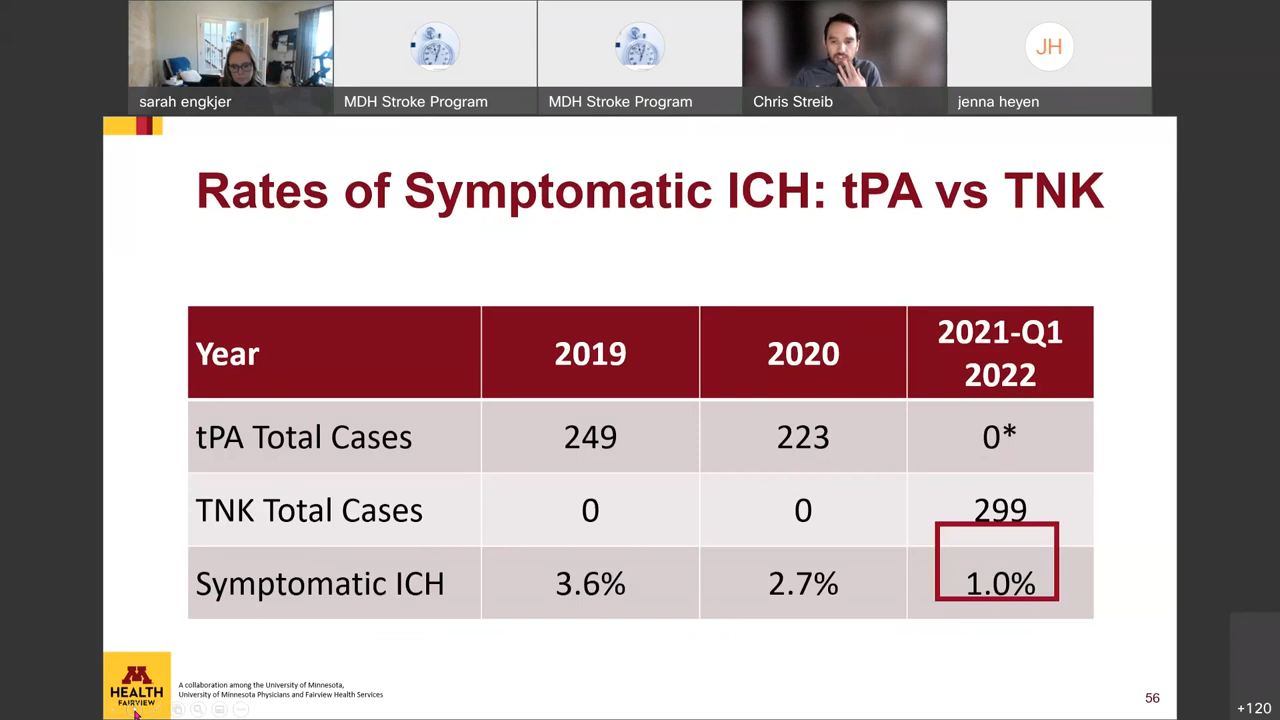 sarah engkjer
MDH Stroke Program
MDH Stroke Program
Chris Streib
JH
jenna heyen
Rates of Symptomatic ICH: tPA vs TNK
Year 2019 2020 2021-Q1 2022
tPA Total Cases 249 223 0*
TNK Total Cases 0 0 299
Symptomatic ICH 3.6% 2.7% 1.0%
M
HEALTH
FAIRVIEW
A collaboration among the University of Minnesota,
University of Minnesota Physicians and Fairview Health Services
56
+120